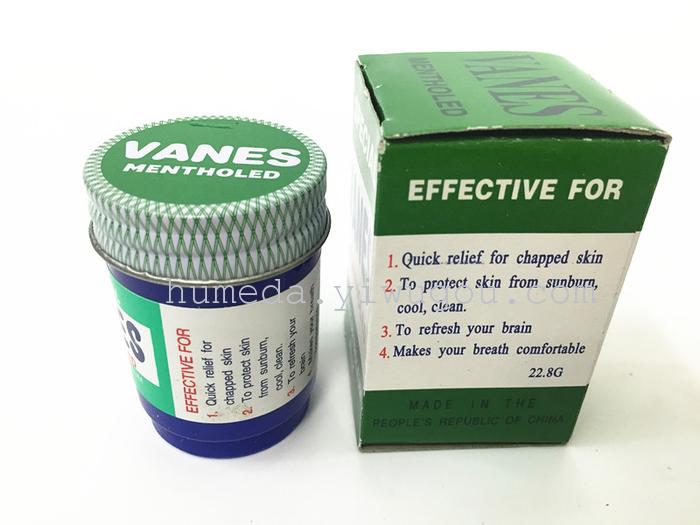 VANES
MENTHOLED
EFFECTIVE FOR
1. Quick relief for
chapped skin
2. To protect skin
from sunburn,
cool, clean.
3. To refresh your
brain
VANES
MENTHOLED
EFFECTIVE FOR
1. Quick relief for chapped skin
2. To protect skin from sunburn,
cool, clean.
3. To refresh your brain
4. Makes your breath comfortable
22.8G
MADE IN THE
PEOPLE'S REPUBLIC OF CHINA
humeda.yiwugou.com